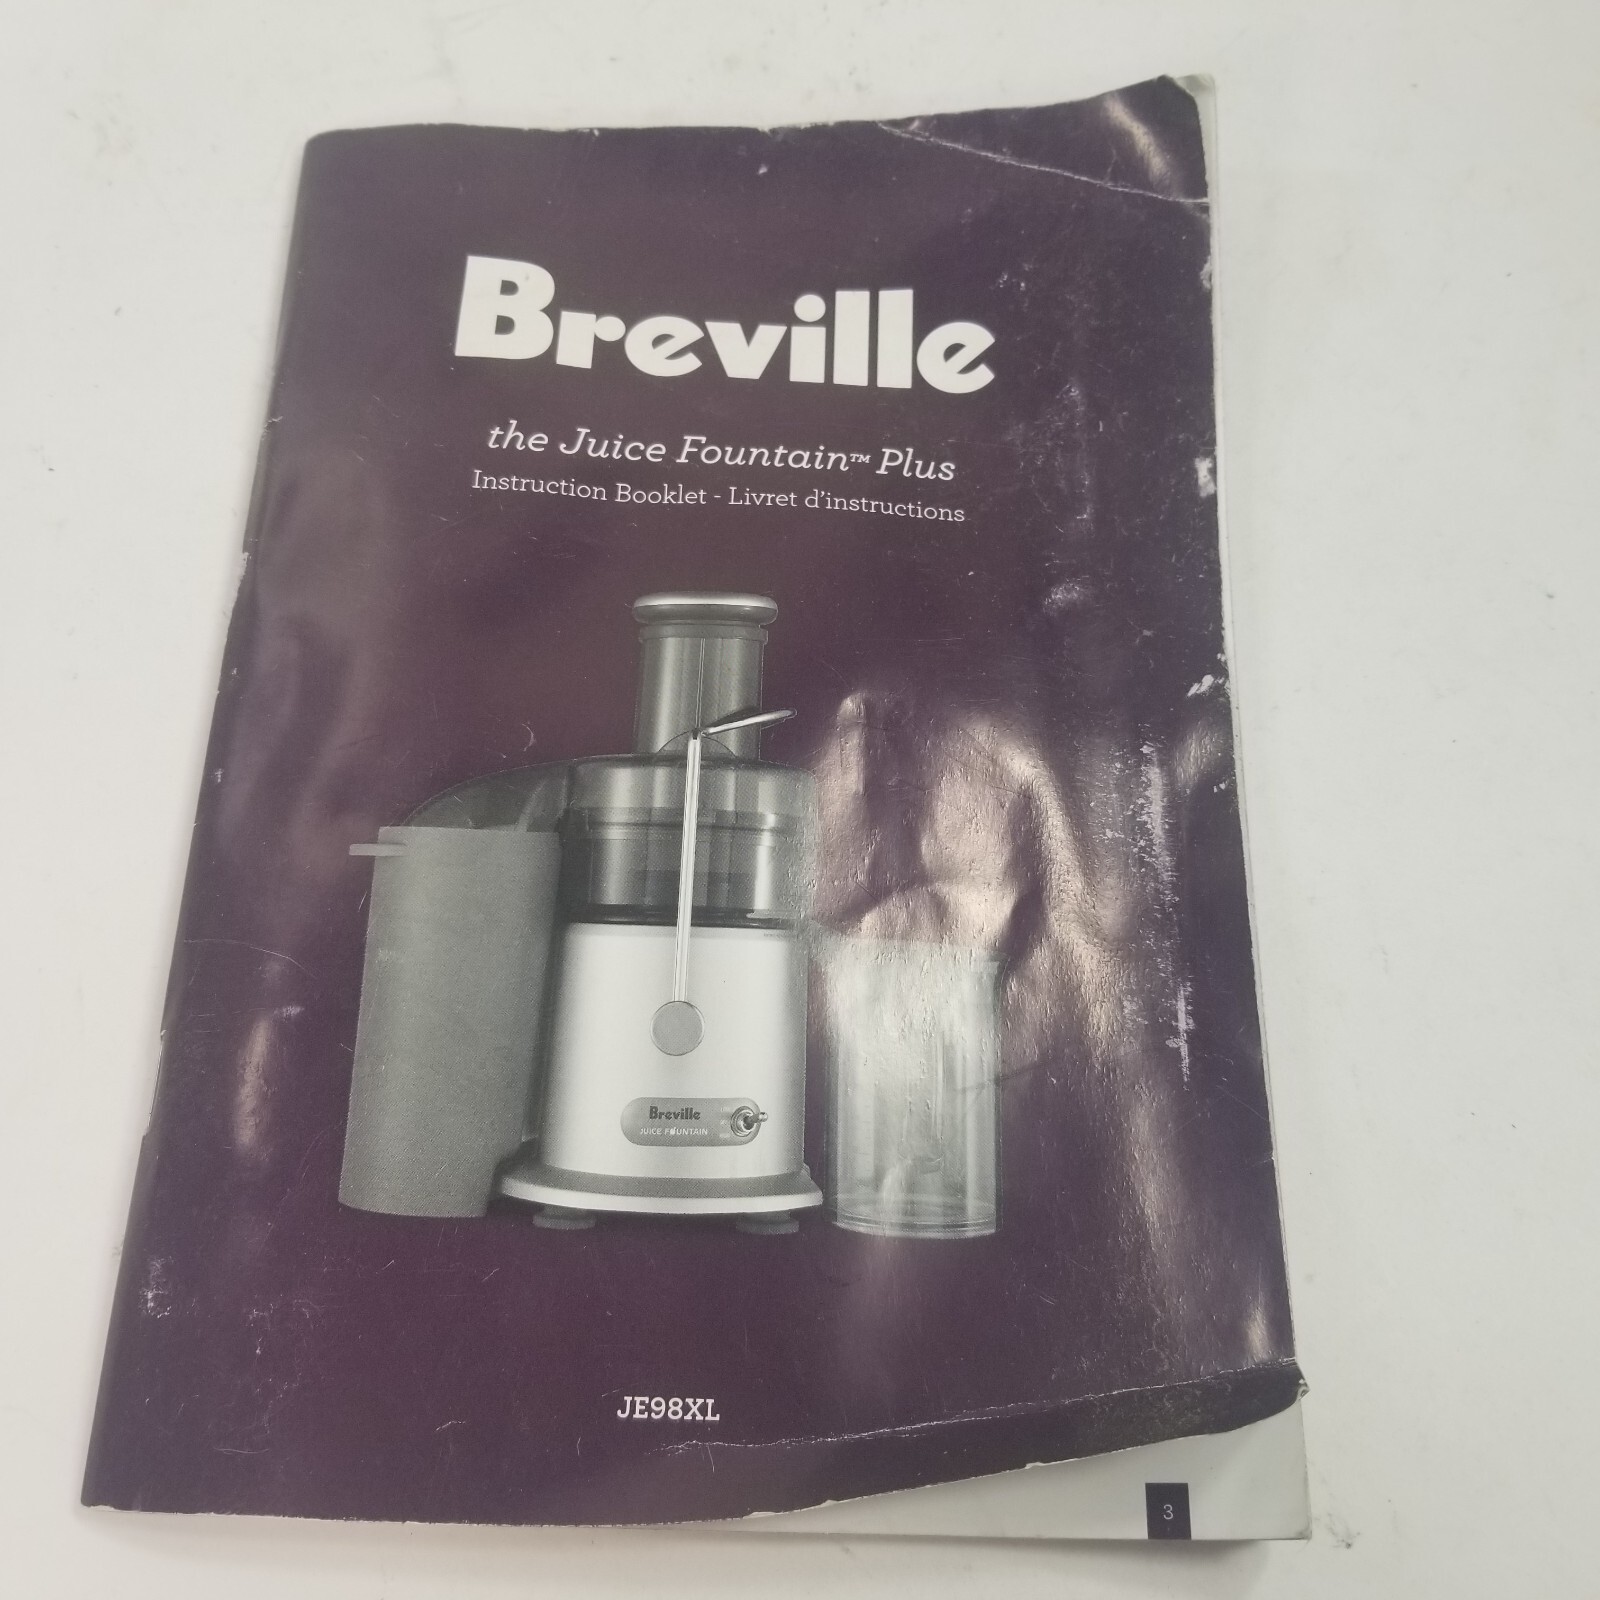 Breville
the Juice Fountain™ Plus
Instruction Booklet - Livret d'instructions
Breville
JUICE FOUNTAIN
JE98XL
3